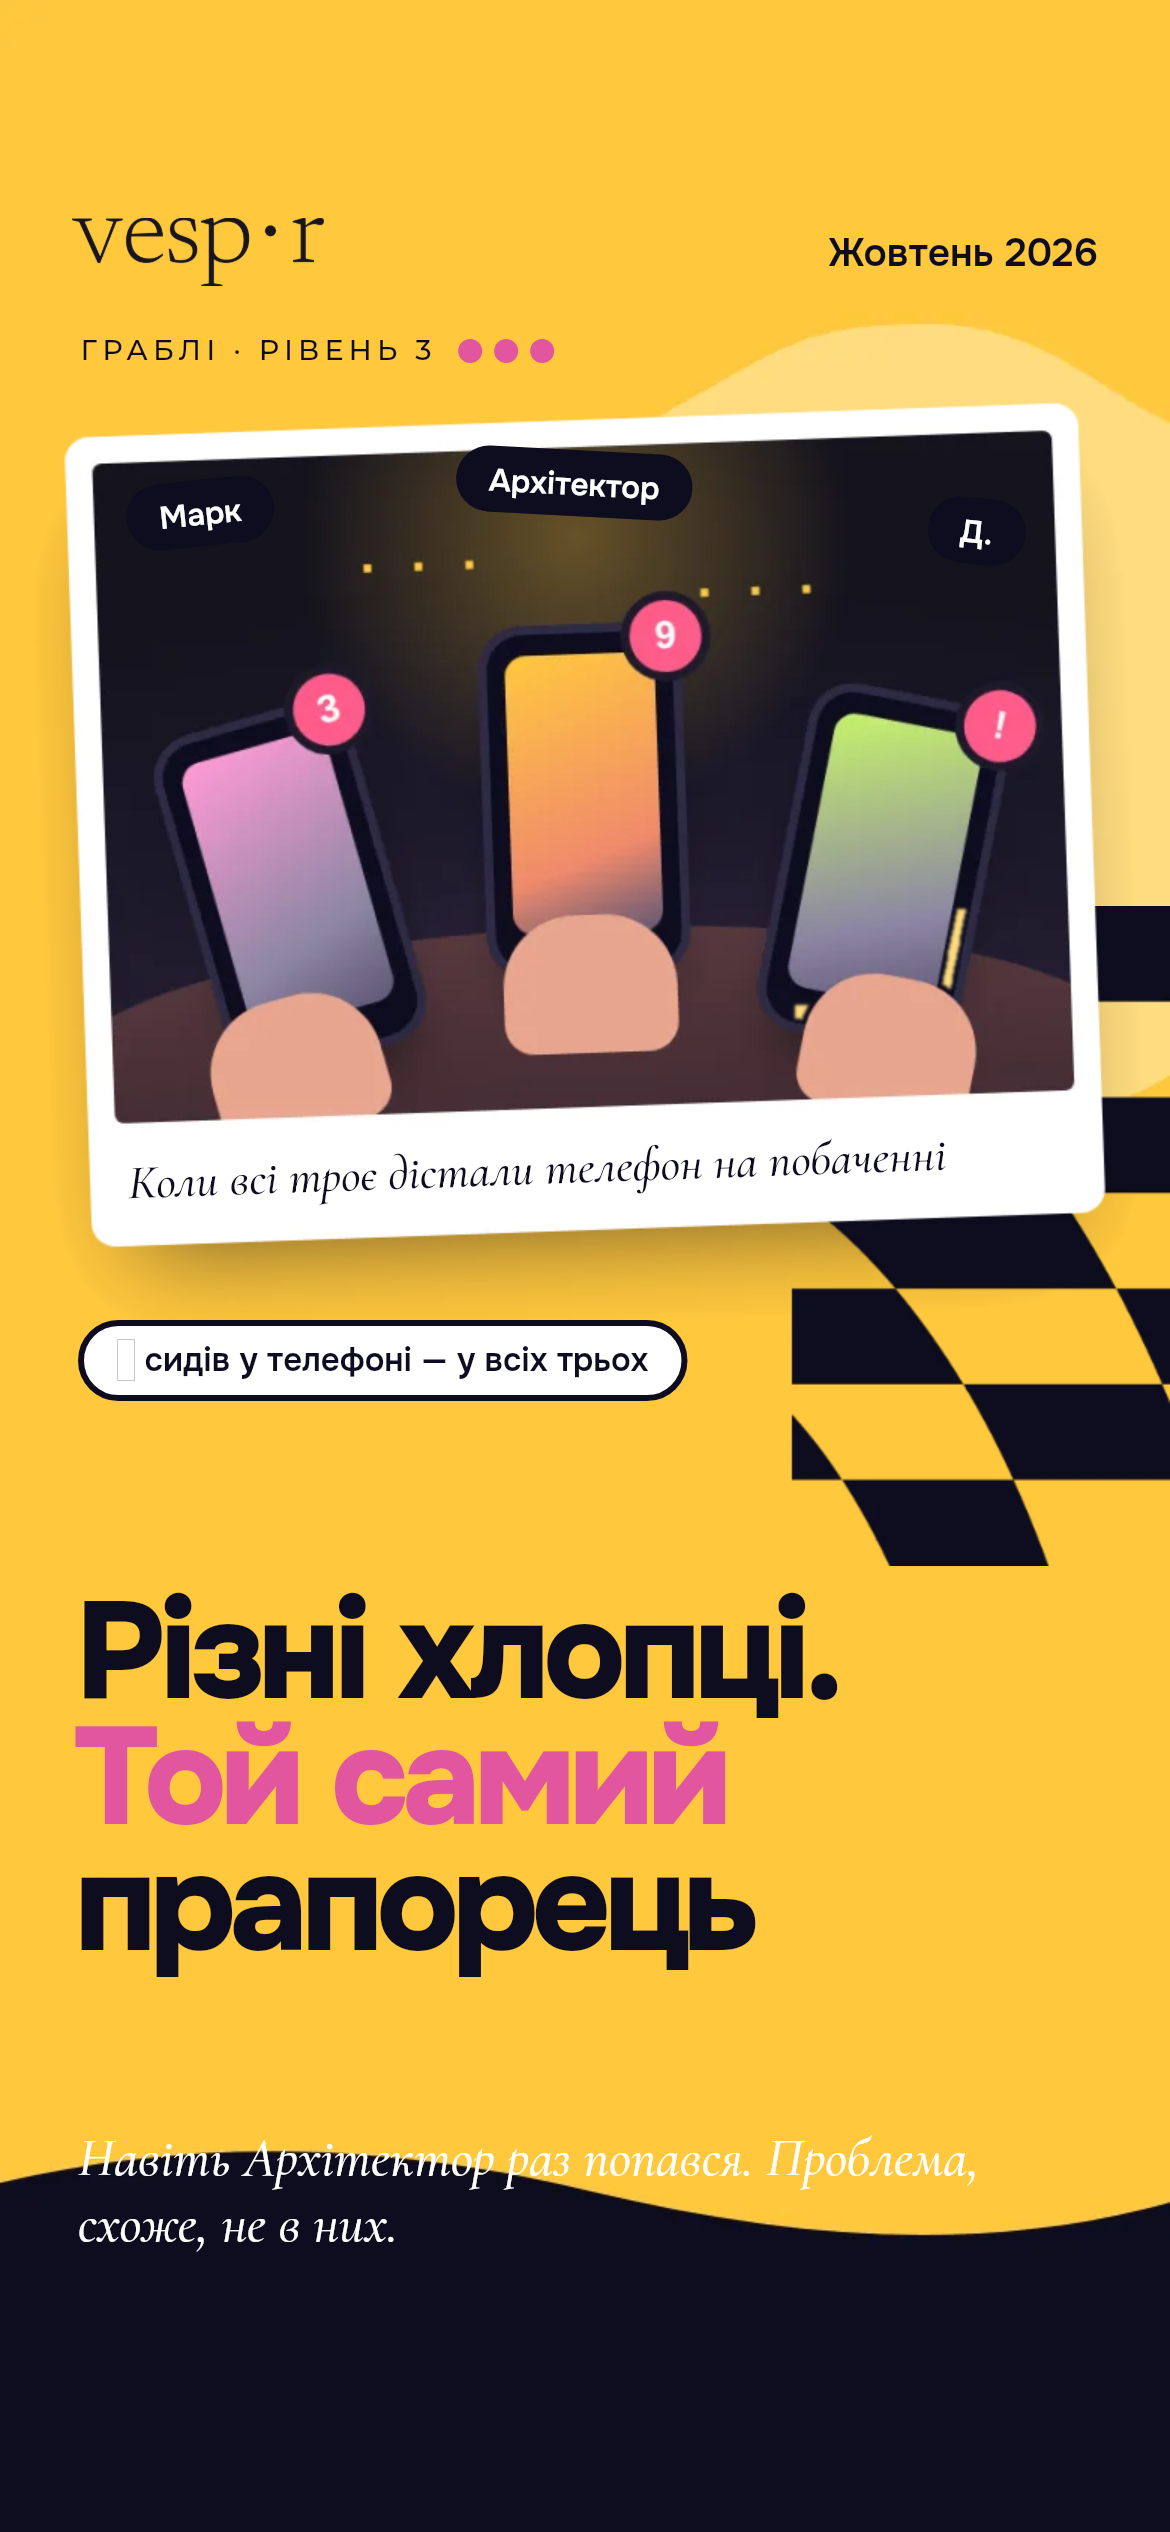 vesp·r
Жовтень 2026
ГРАБЛІ · РІВЕНЬ 3
Марк
Архітектор
Д.
3
9
!
Коли всі троє дістали телефон на побаченні
сидів у телефоні — у всіх трьох
Різні хлопці.
Той самий
прапорець
Навіть Архітектор раз попався. Проблема,
схоже, не в них.